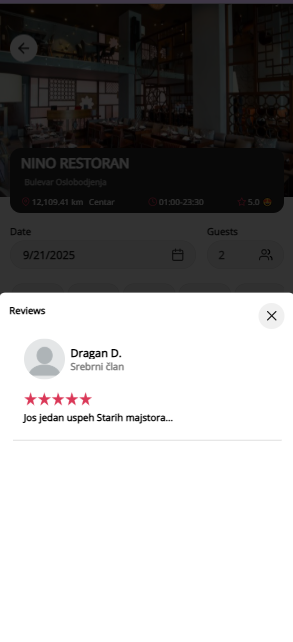 NINO RESTORAN
Bulevar Oslobodjenja
12,109.41 km Centar 01:00-23:30 5.0
Date Guests
9/21/2025 2
Reviews
Dragan D.
Srebrni član
Jos jedan uspeh Starih majstora...